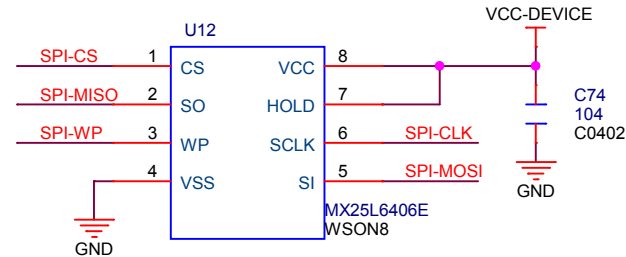 VCC-DEVICE
U12
SPI-CS 1 CS VCC 8
SPI-MISO 2 SO HOLD 7
SPI-WP 3 WP SCLK 6 SPI-CLK
4 VSS SI 5 SPI-MOSI
C74
104
C0402
GND
MX25L6406E
WSON8
GND